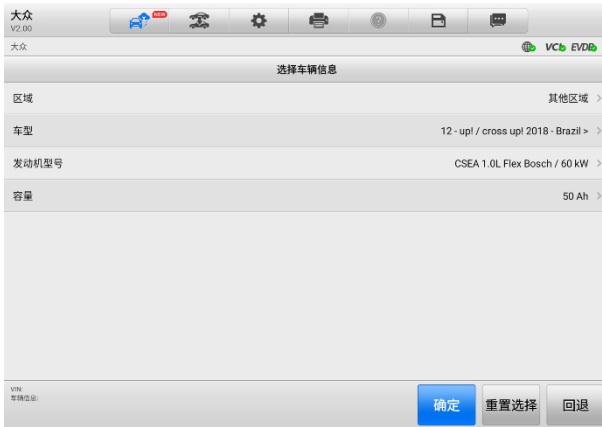 大众
V2.00
NEW
大众
VCI EVDB
选择车辆信息
区域 其他区域 >
车型 12 - up! / cross up! 2018 - Brazil > >
发动机型号 CSEA 1.0L Flex Bosch / 60 kW >
容量 50 Ah >
VIN:
车辆信息:
确定 重置选择 回退